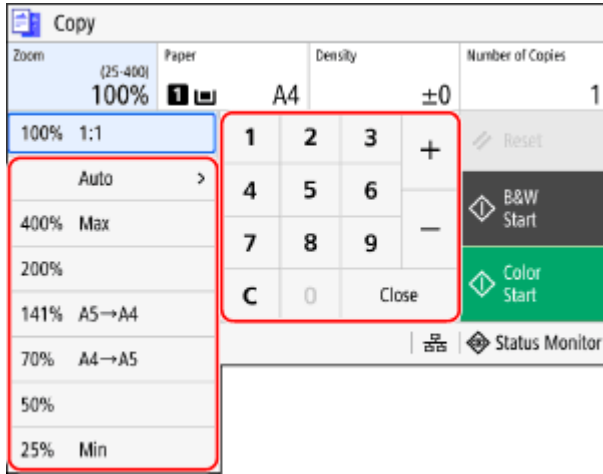 Copy
Zoom
(25-400)
100%
Paper
1
A4
Density
±0
Number of Copies
1
100% 1:1
Auto >
400% Max
200%
141% A5→A4
70% A4→A5
50%
25% Min
1 2 3 +
4 5 6
7 8 9 −
C 0 Close
Reset
B&W
Start
Color
Start
Status Monitor